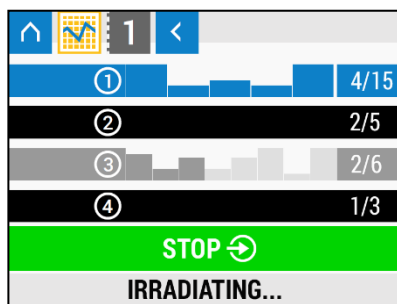 1
① 4/15
② 2/5
③ 2/6
④ 1/3
STOP
IRRADIATING...